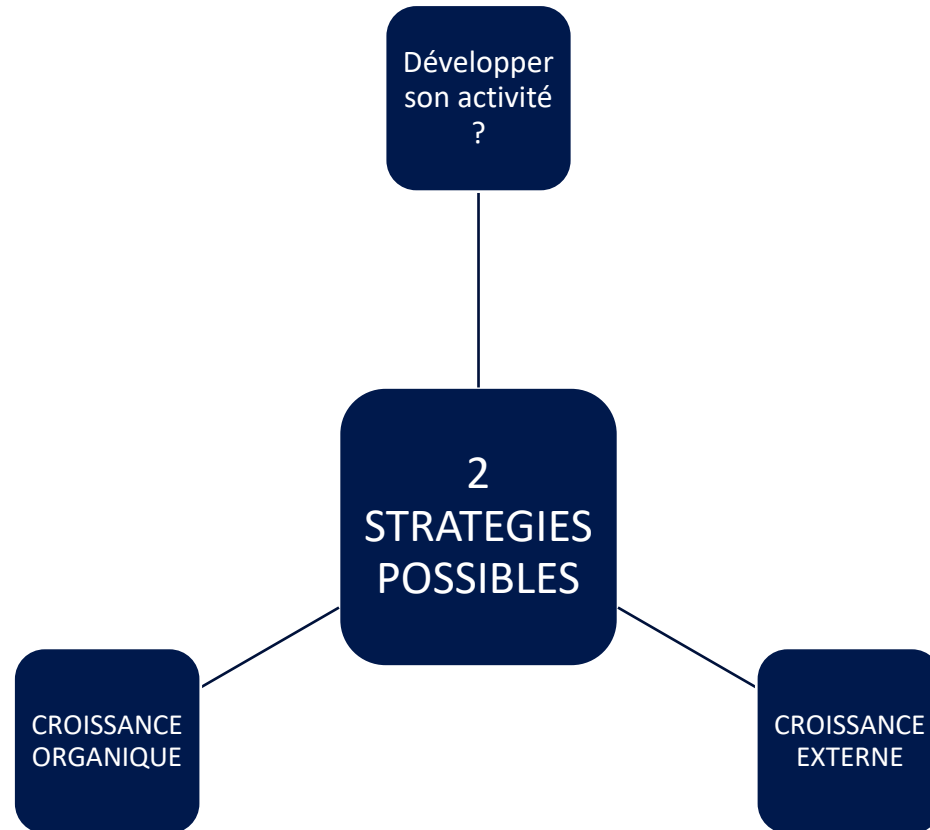 Développer
son activité
?
2
STRATEGIES
POSSIBLES
CROISSANCE
ORGANIQUE
CROISSANCE
EXTERNE